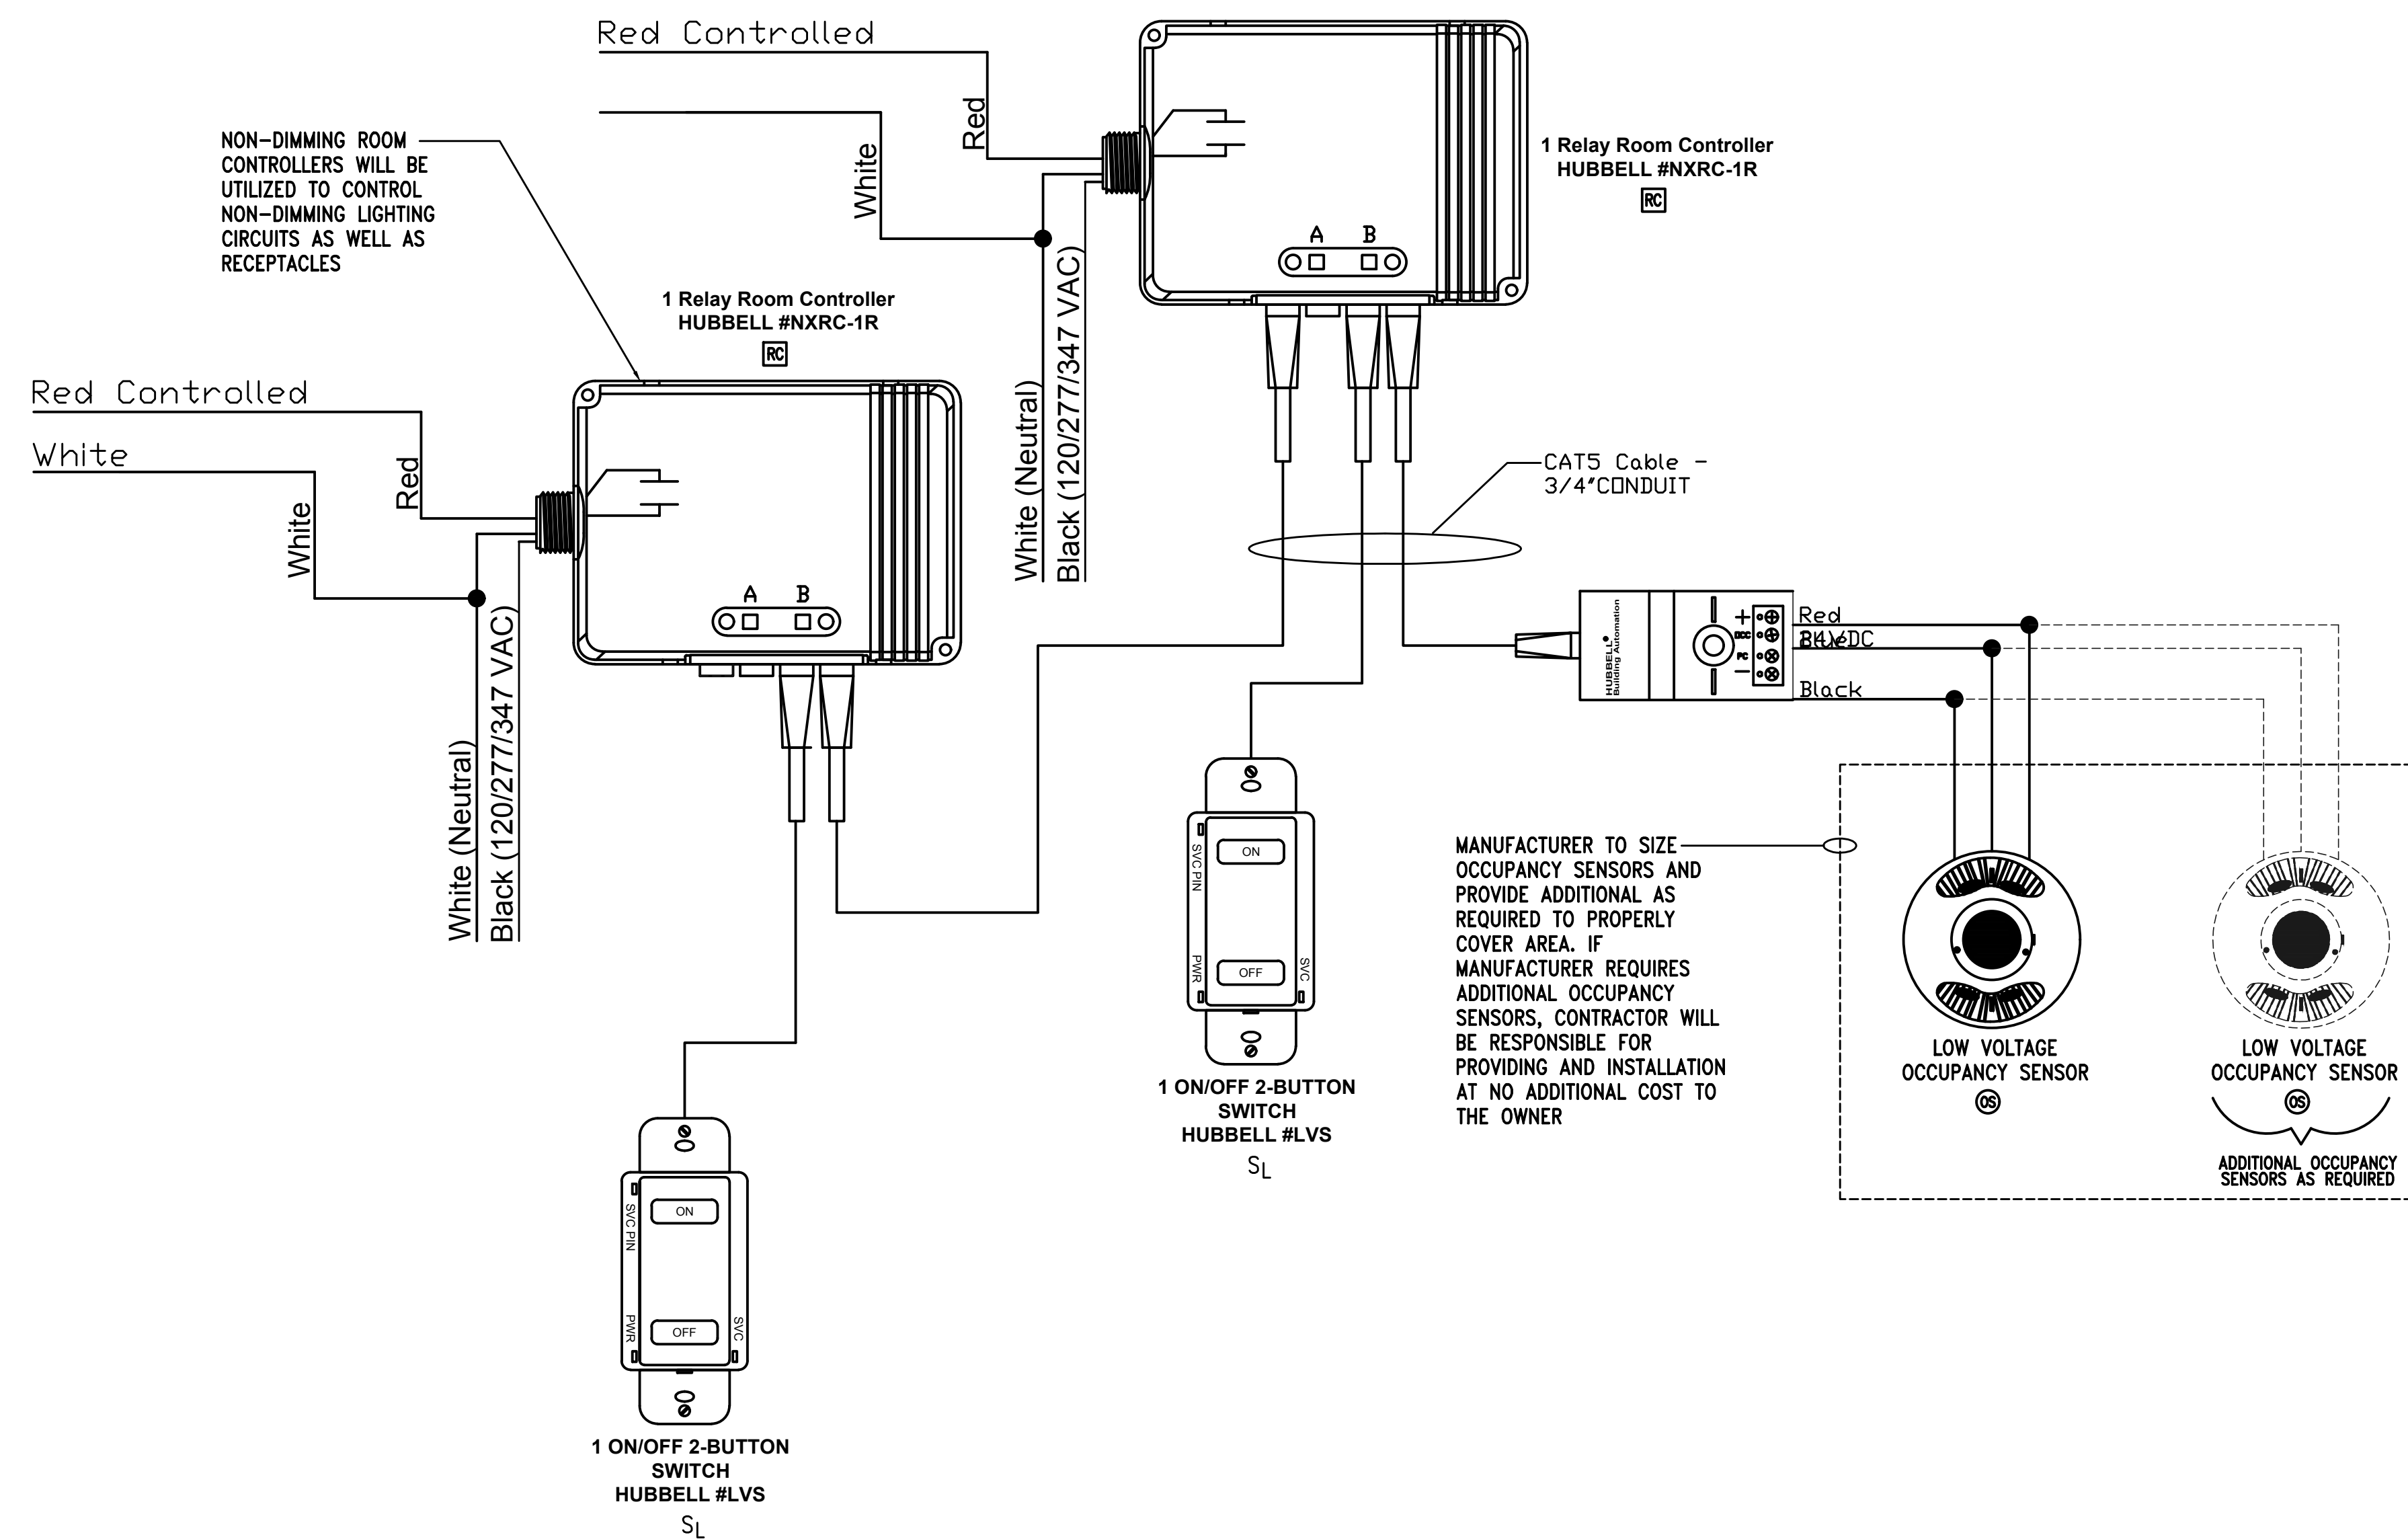 Red Controlled
Red
White
NON-DIMMING ROOM
CONTROLLERS WILL BE
UTILIZED TO CONTROL
NON-DIMMING LIGHTING
CIRCUITS AS WELL AS
RECEPTACLES
1 Relay Room Controller
HUBBELL #NXRC-1R
RC
A B
White (Neutral)
Black (120/277/347 VAC)
1 Relay Room Controller
HUBBELL #NXRC-1R
RC
Red Controlled
White
Red
White
A B
White (Neutral)
Black (120/277/347 VAC)
CAT5 Cable -
3/4"CONDUIT
HUBBELL
Building Automation
+
OCC
PC
-
Red
Blue
24VDC
Black
ON
SVC PIN
PWR
SVC
OFF
1 ON/OFF 2-BUTTON
SWITCH
HUBBELL #LVS
SL
MANUFACTURER TO SIZE
OCCUPANCY SENSORS AND
PROVIDE ADDITIONAL AS
REQUIRED TO PROPERLY
COVER AREA. IF
MANUFACTURER REQUIRES
ADDITIONAL OCCUPANCY
SENSORS, CONTRACTOR WILL
BE RESPONSIBLE FOR
PROVIDING AND INSTALLATION
AT NO ADDITIONAL COST TO
THE OWNER
LOW VOLTAGE
OCCUPANCY SENSOR
OS
LOW VOLTAGE
OCCUPANCY SENSOR
OS
ADDITIONAL OCCUPANCY
SENSORS AS REQUIRED
ON
SVC PIN
PWR
SVC
OFF
1 ON/OFF 2-BUTTON
SWITCH
HUBBELL #LVS
SL